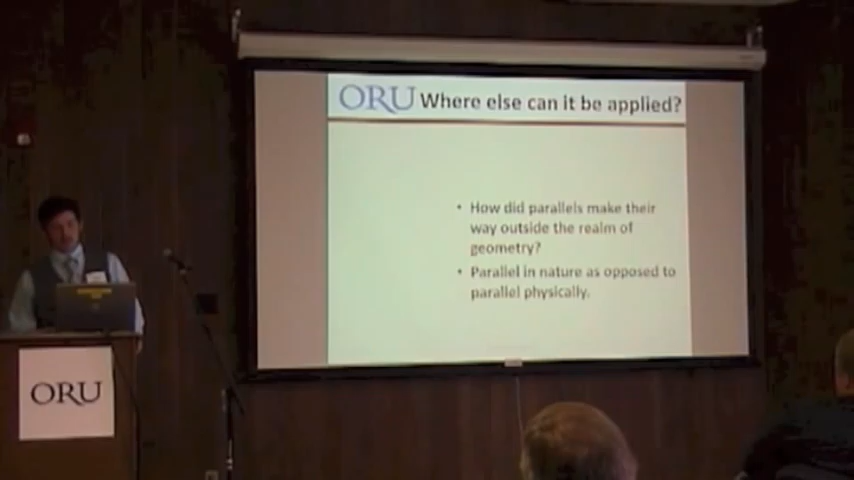 ORU Where else can it be applied?
• How did parallels make their
way outside the realm of
geometry?
• Parallel in nature as opposed to
parallel physically.
ORU